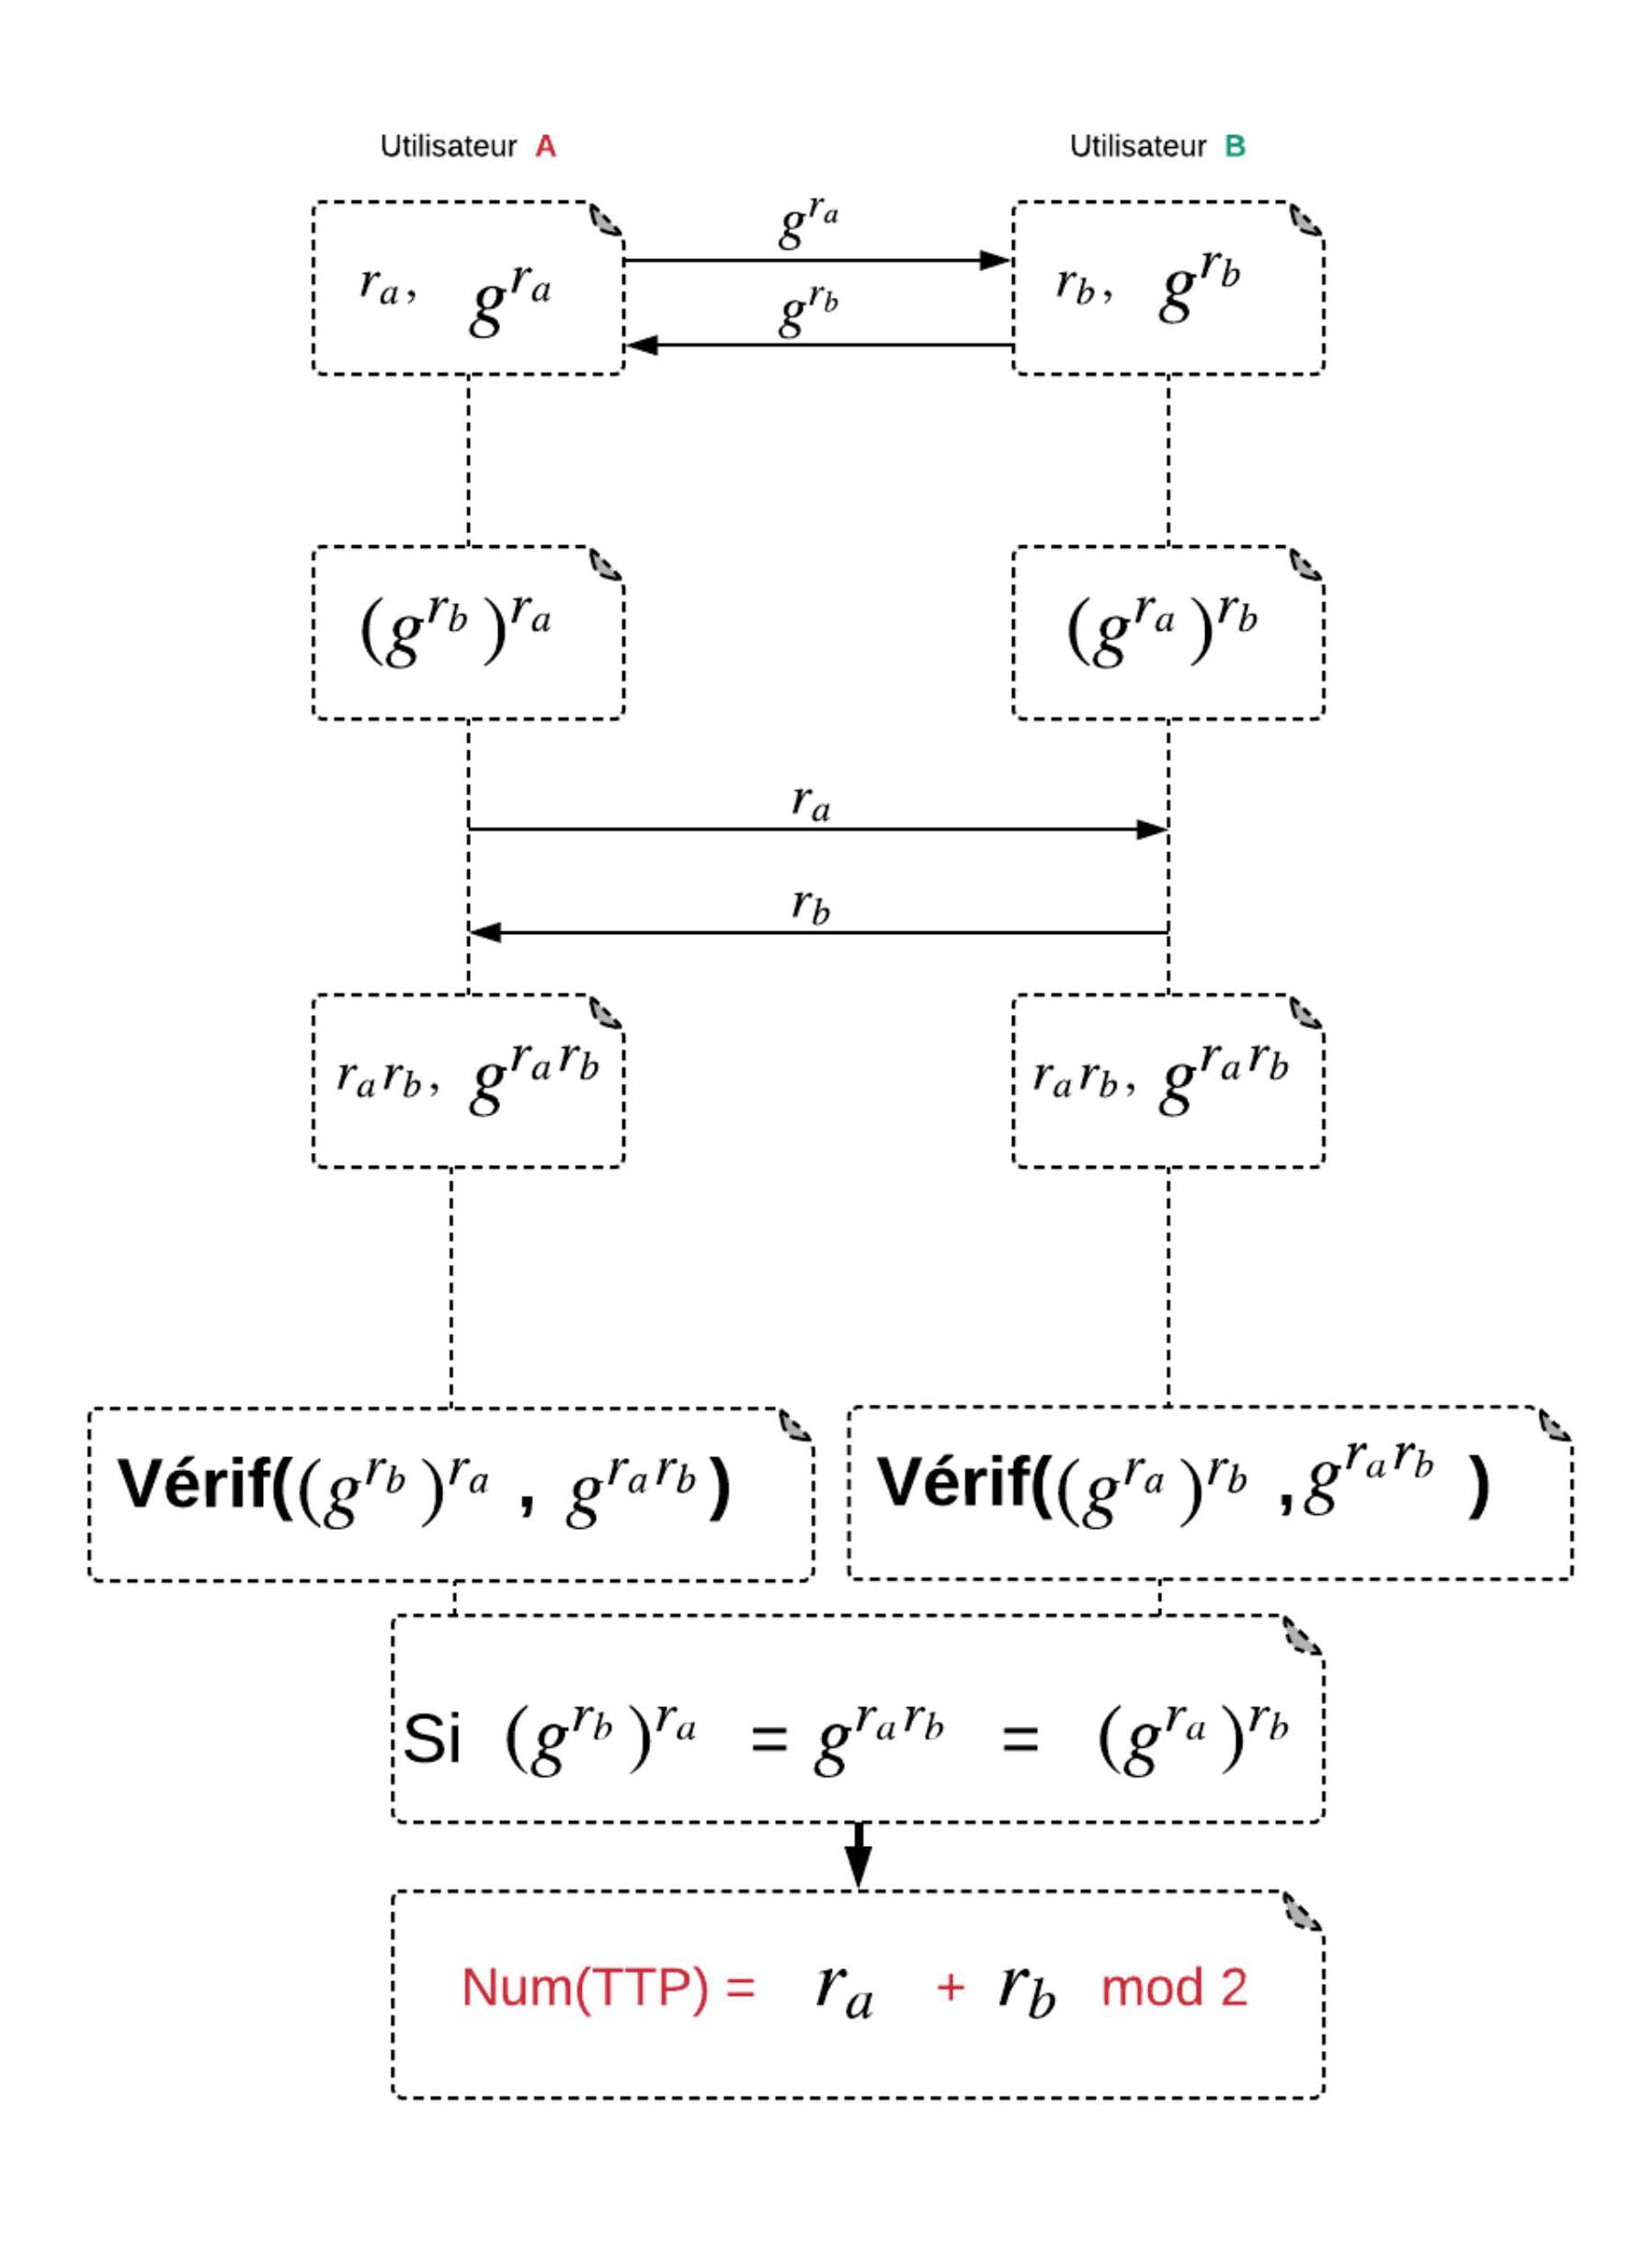 Utilisateur A Utilisateur B
r_a, g^{r_a} g^{r_a} r_b, g^{r_b}
g^{r_b}
(g^{r_b})^{r_a} (g^{r_a})^{r_b}
r_a
r_b
r_a r_b, g^{r_a r_b} r_a r_b, g^{r_a r_b}
Vérif((g^{r_b})^{r_a} , g^{r_a r_b}) Vérif((g^{r_a})^{r_b} ,g^{r_a r_b} )
Si (g^{r_b})^{r_a} = g^{r_a r_b} = (g^{r_a})^{r_b}
Num(TTP) = r_a + r_b mod 2